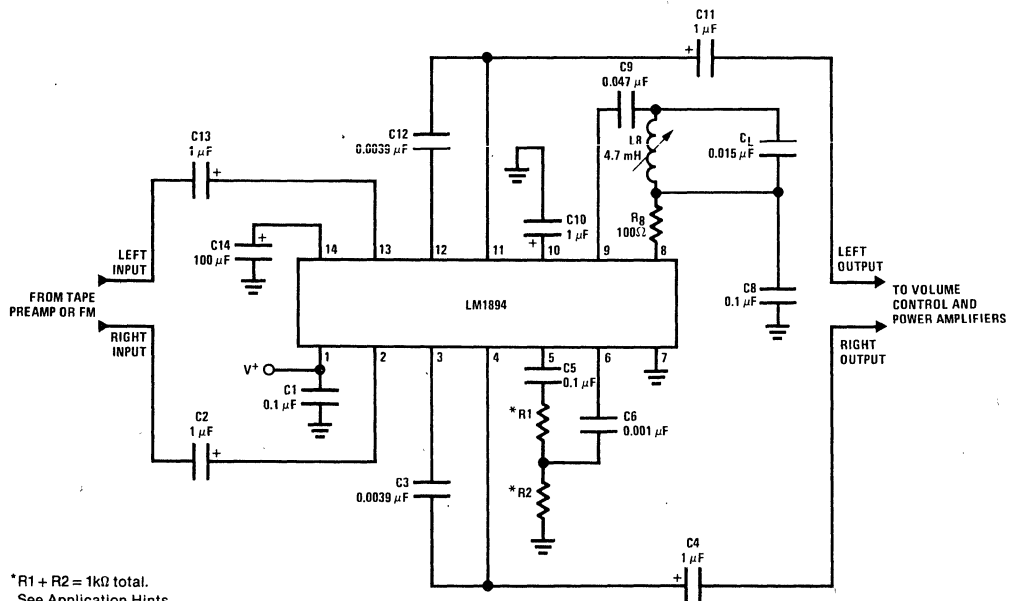 C11
1 μF
+
C9
0.047 μF
C12
0.0039 μF
L8
4.7 mH
CL
0.015 μF
C13
1 μF
+
R8
100Ω
C10
1 μF
+
C14
100 μF
+
14
13
12
11
10
9
8
LEFT
INPUT
LEFT
OUTPUT
FROM TAPE
PREAMP OR FM
LM1894
C8
0.1 μF
TO VOLUME
CONTROL AND
POWER AMPLIFIERS
RIGHT
INPUT
RIGHT
OUTPUT
1
2
3
4
5
6
7
V+
C1
0.1 μF
C5
0.1 μF
*R1
C6
0.001 μF
C2
1 μF
+
C3
0.0039 μF
*R2
C4
1 μF
+
*R1 + R2 = 1kΩ total.
See Application Hints